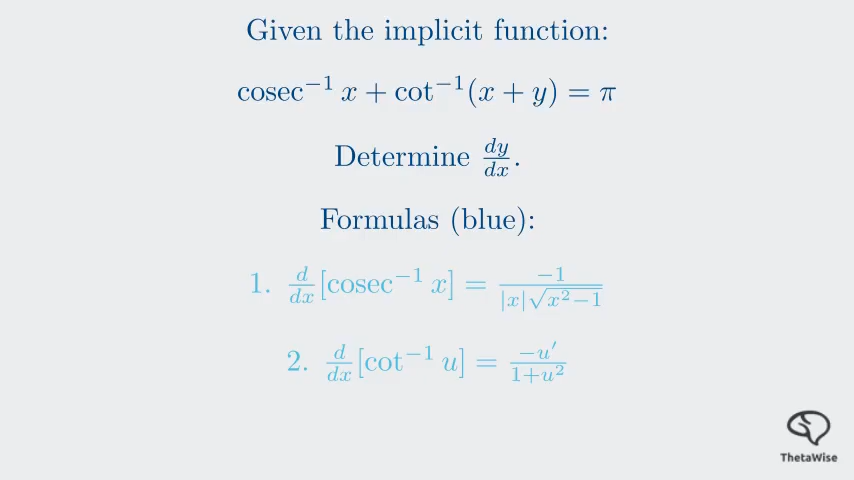 Given the implicit function:
cosec⁻¹ x + cot⁻¹(x + y) = π
Determine dy/dx.
Formulas (blue):
1. d/dx[cosec⁻¹ x] = −1/(|x|√(x²−1))
2. d/dx[cot⁻¹ u] = −u′/(1+u²)
ThetaWise